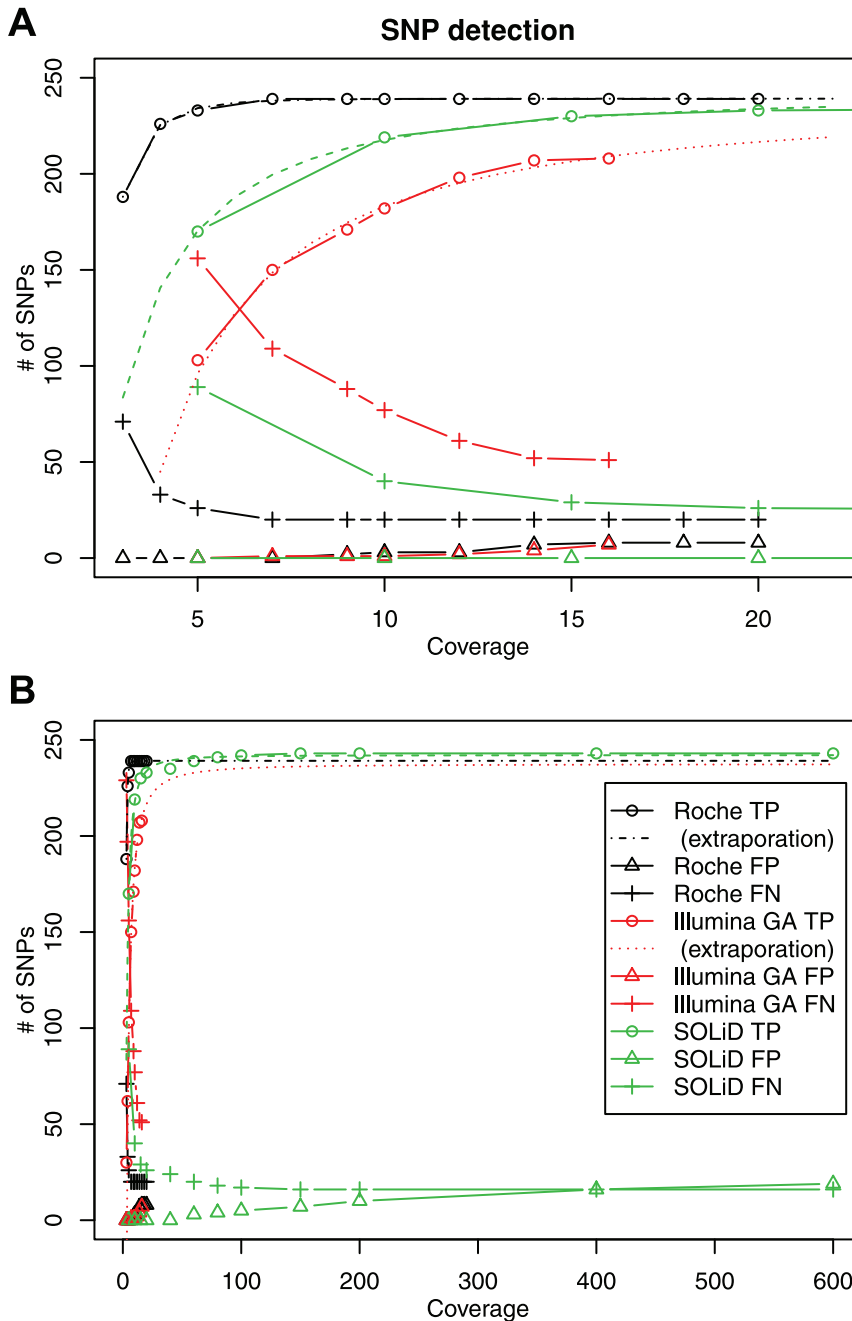 A
SNP detection
250
200
150
100
50
0
# of SNPs
5 10 15 20
Coverage
B
250
200
150
100
50
0
# of SNPs
Roche TP
(extraporation)
Roche FP
Roche FN
Illumina GA TP
(extraporation)
Illumina GA FP
Illumina GA FN
SOLiD TP
SOLiD FP
SOLiD FN
0 100 200 300 400 500 600
Coverage